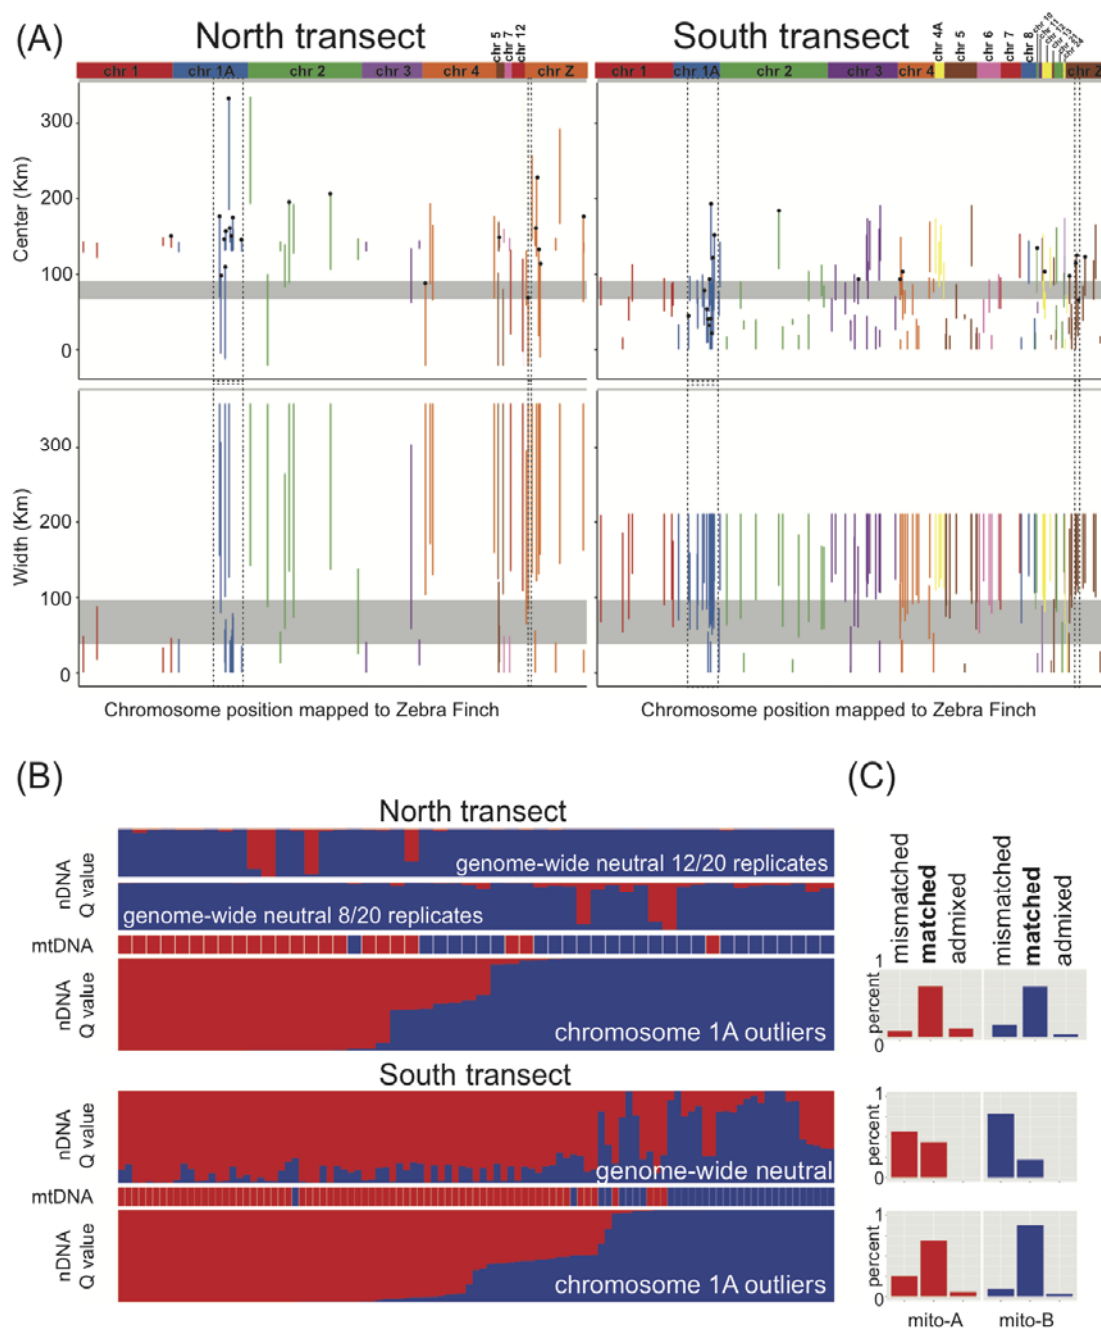 (A)
North transect
South transect
chr 5
chr 7
chr 12
chr 4A
chr 5
chr 6
chr 7
chr 8
chr 1
chr 1A
chr 2
chr 3
chr 4
chr Z
chr 1
chr 1A
chr 2
chr 3
chr 4
chr Z
Center (Km)
300
200
100
0
Width (Km)
300
200
100
0
Chromosome position mapped to Zebra Finch
Chromosome position mapped to Zebra Finch
(B)
(C)
North transect
nDNA
Q value
genome-wide neutral 12/20 replicates
genome-wide neutral 8/20 replicates
mtDNA
nDNA
Q value
chromosome 1A outliers
South transect
nDNA
Q value
genome-wide neutral
mtDNA
nDNA
Q value
chromosome 1A outliers
mismatched
matched
admixed
mismatched
matched
admixed
1
percent
0
1
percent
0
1
percent
0
mito-A
mito-B